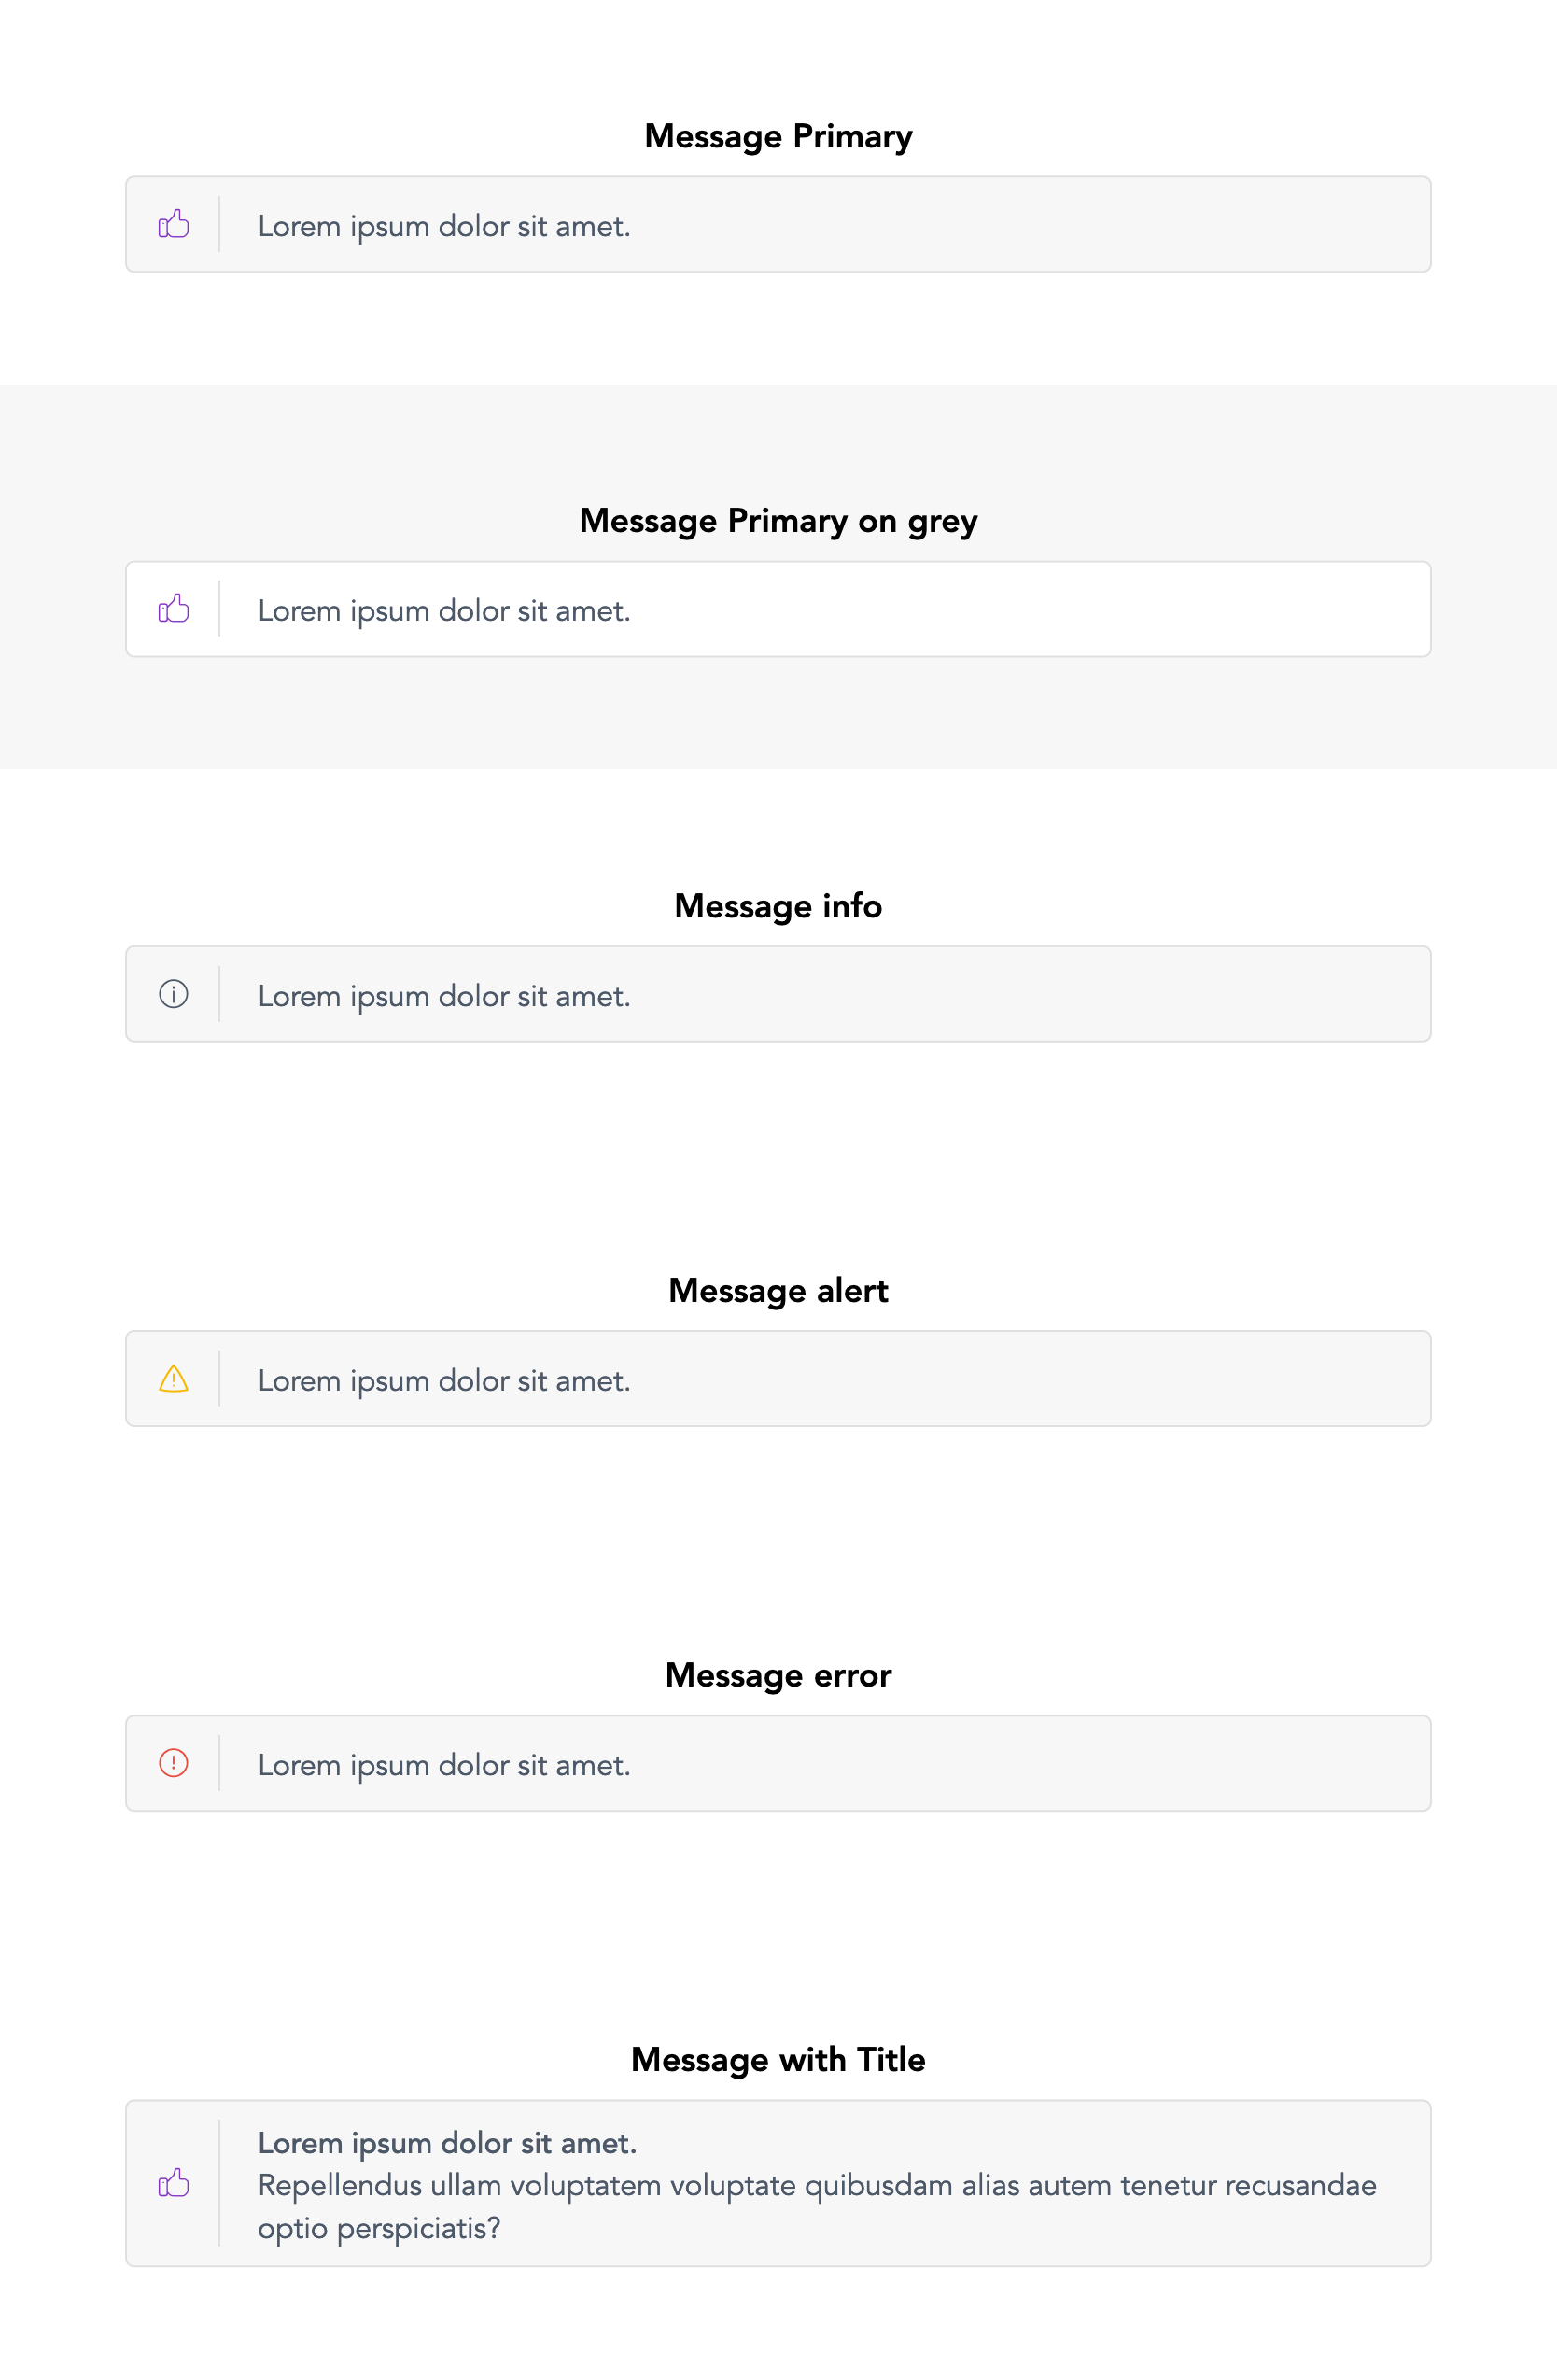 Message Primary
Lorem ipsum dolor sit amet.
Message Primary on grey
Lorem ipsum dolor sit amet.
Message info
Lorem ipsum dolor sit amet.
Message alert
Lorem ipsum dolor sit amet.
Message error
Lorem ipsum dolor sit amet.
Message with Title
Lorem ipsum dolor sit amet.
Repellendus ullam voluptatem voluptate quibusdam alias autem tenetur recusandae
optio perspiciatis?